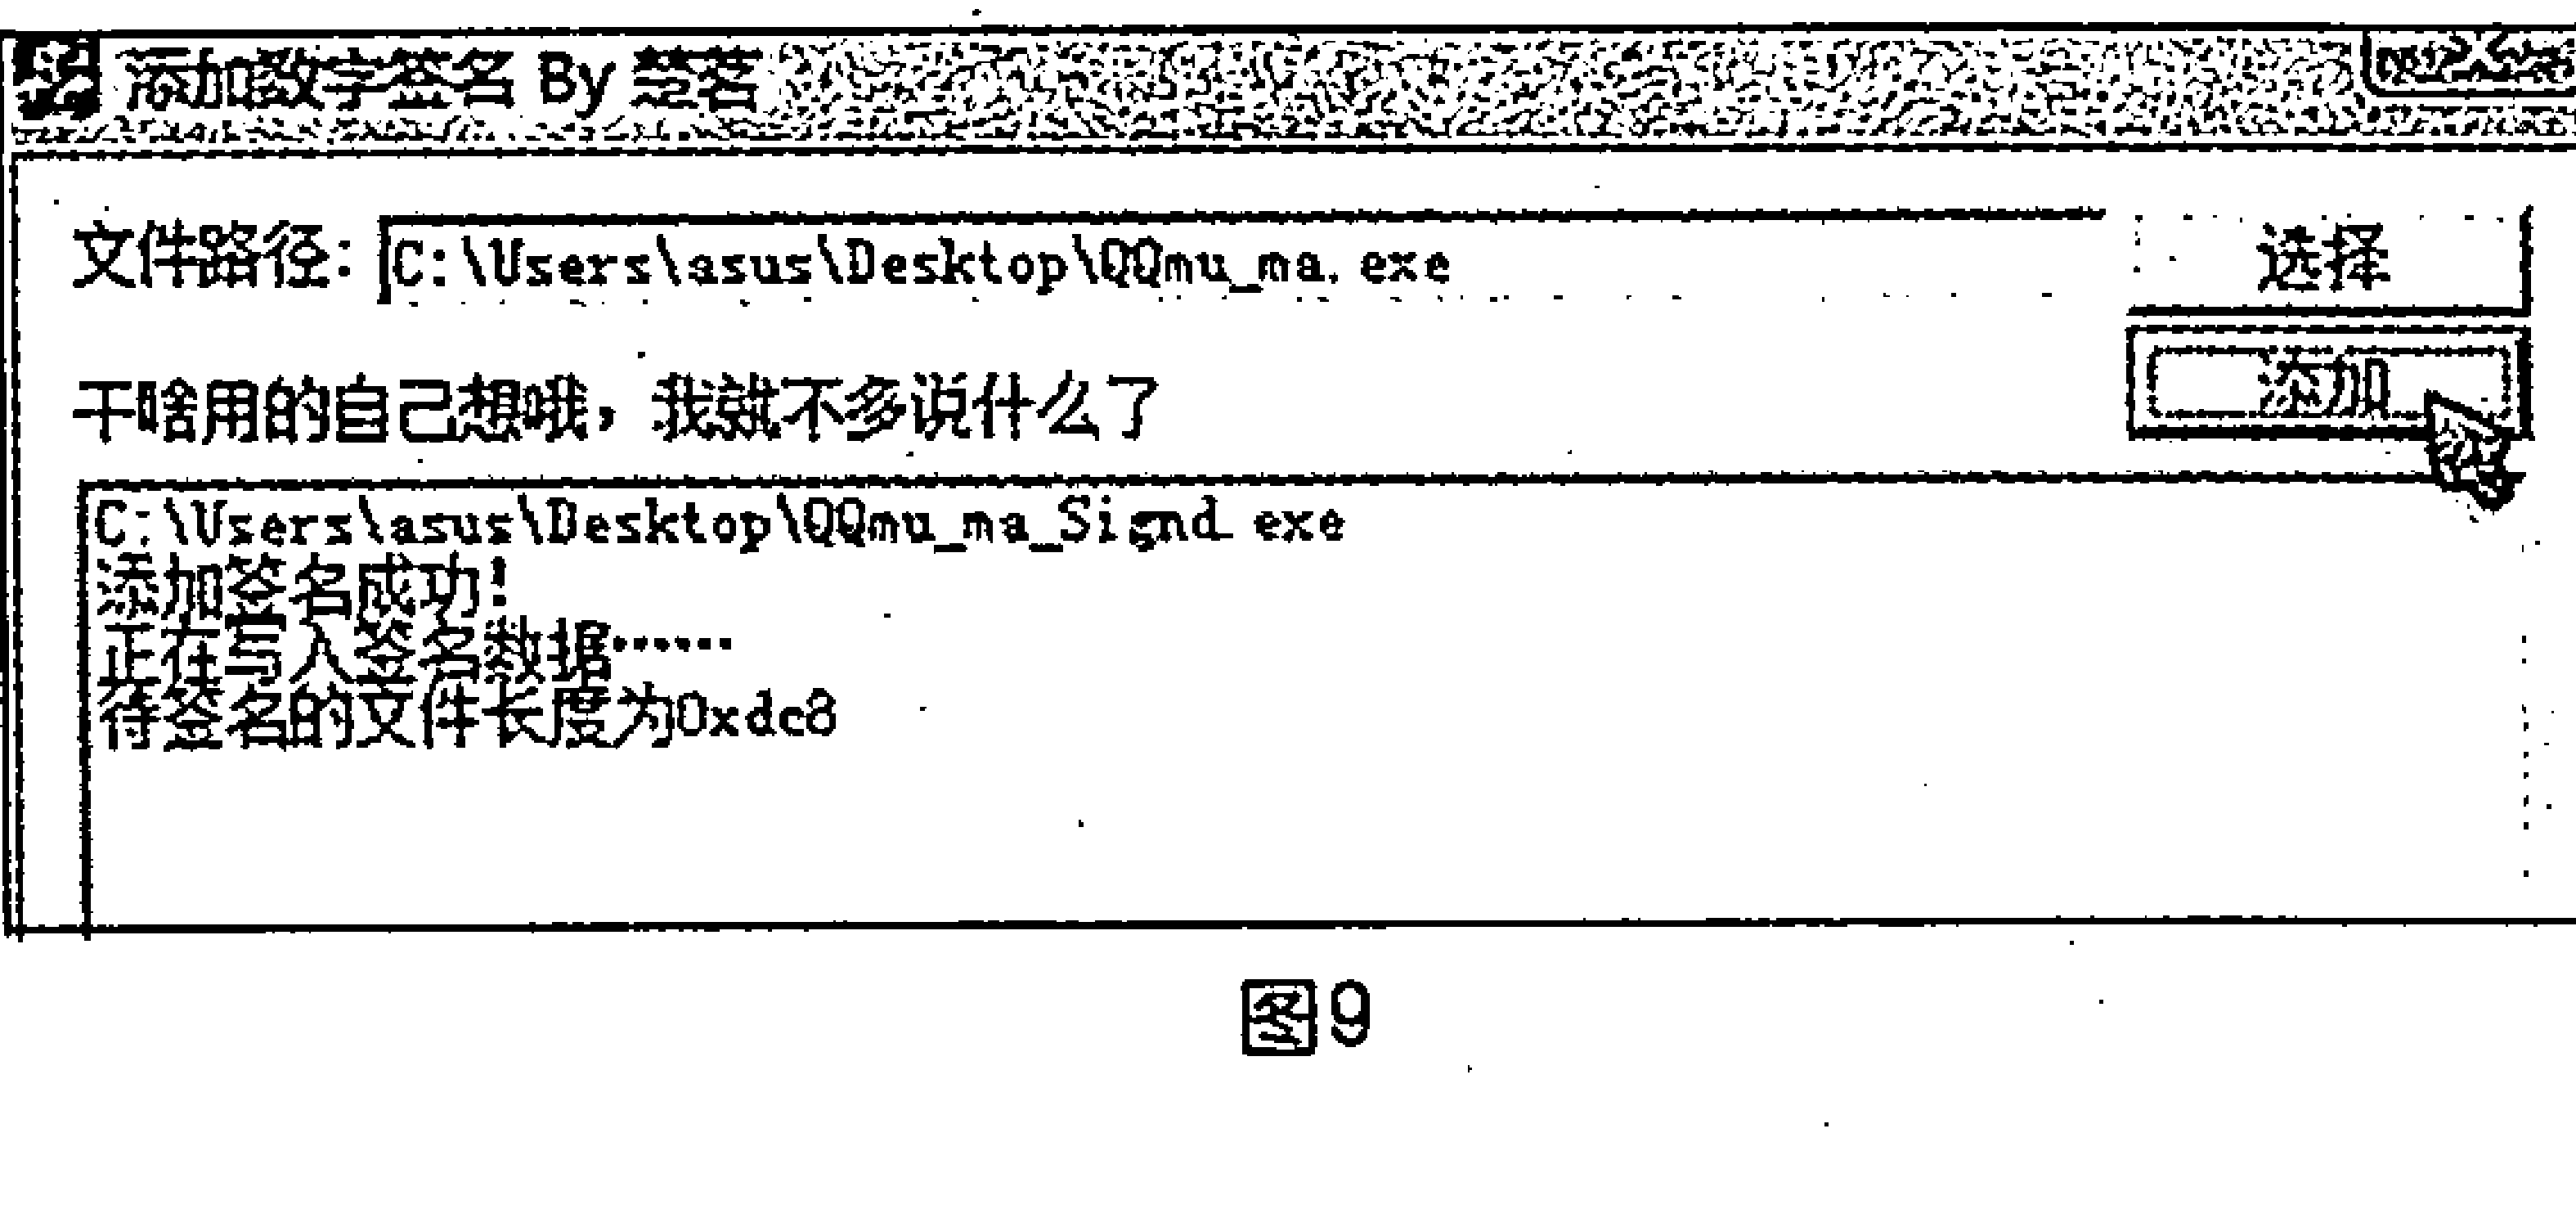 添加数字签名 By
文件路径: C:\Users\asus\Desktop\QQmu_ma.exe
选择
干啥用的自己想哦，我就不多说什么了
添加
C:\Users\asus\Desktop\QQmu_ma_Signd.exe
添加签名成功!
正在写入签名数据……
待签名的文件长度为0xdc8
图9